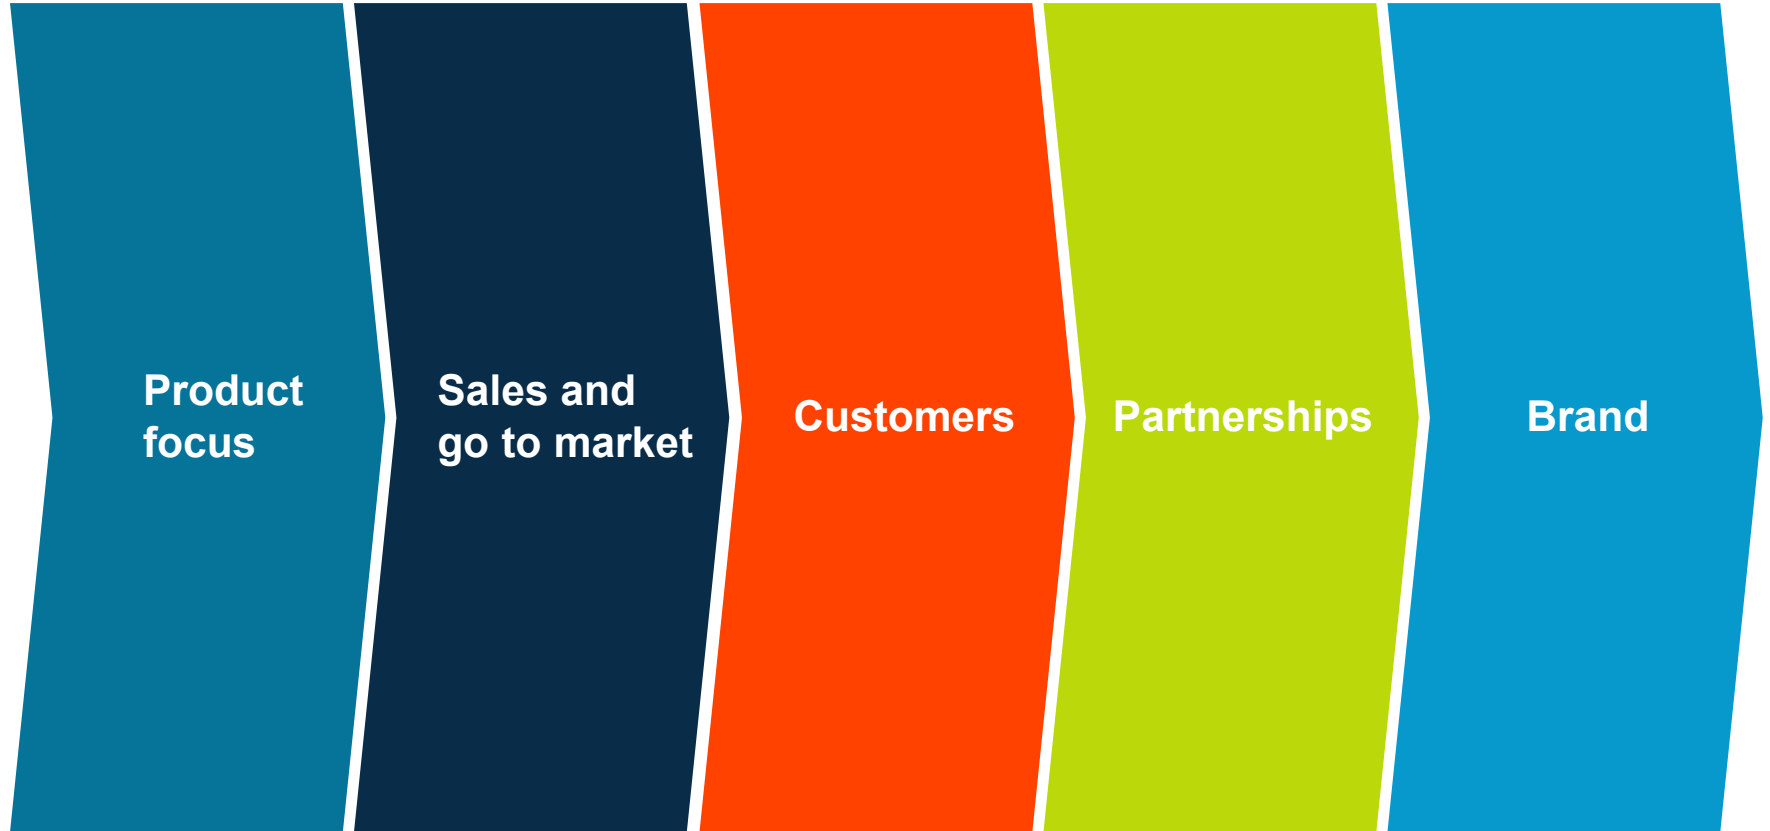 Product
focus
Sales and
go to market
Customers
Partnerships
Brand